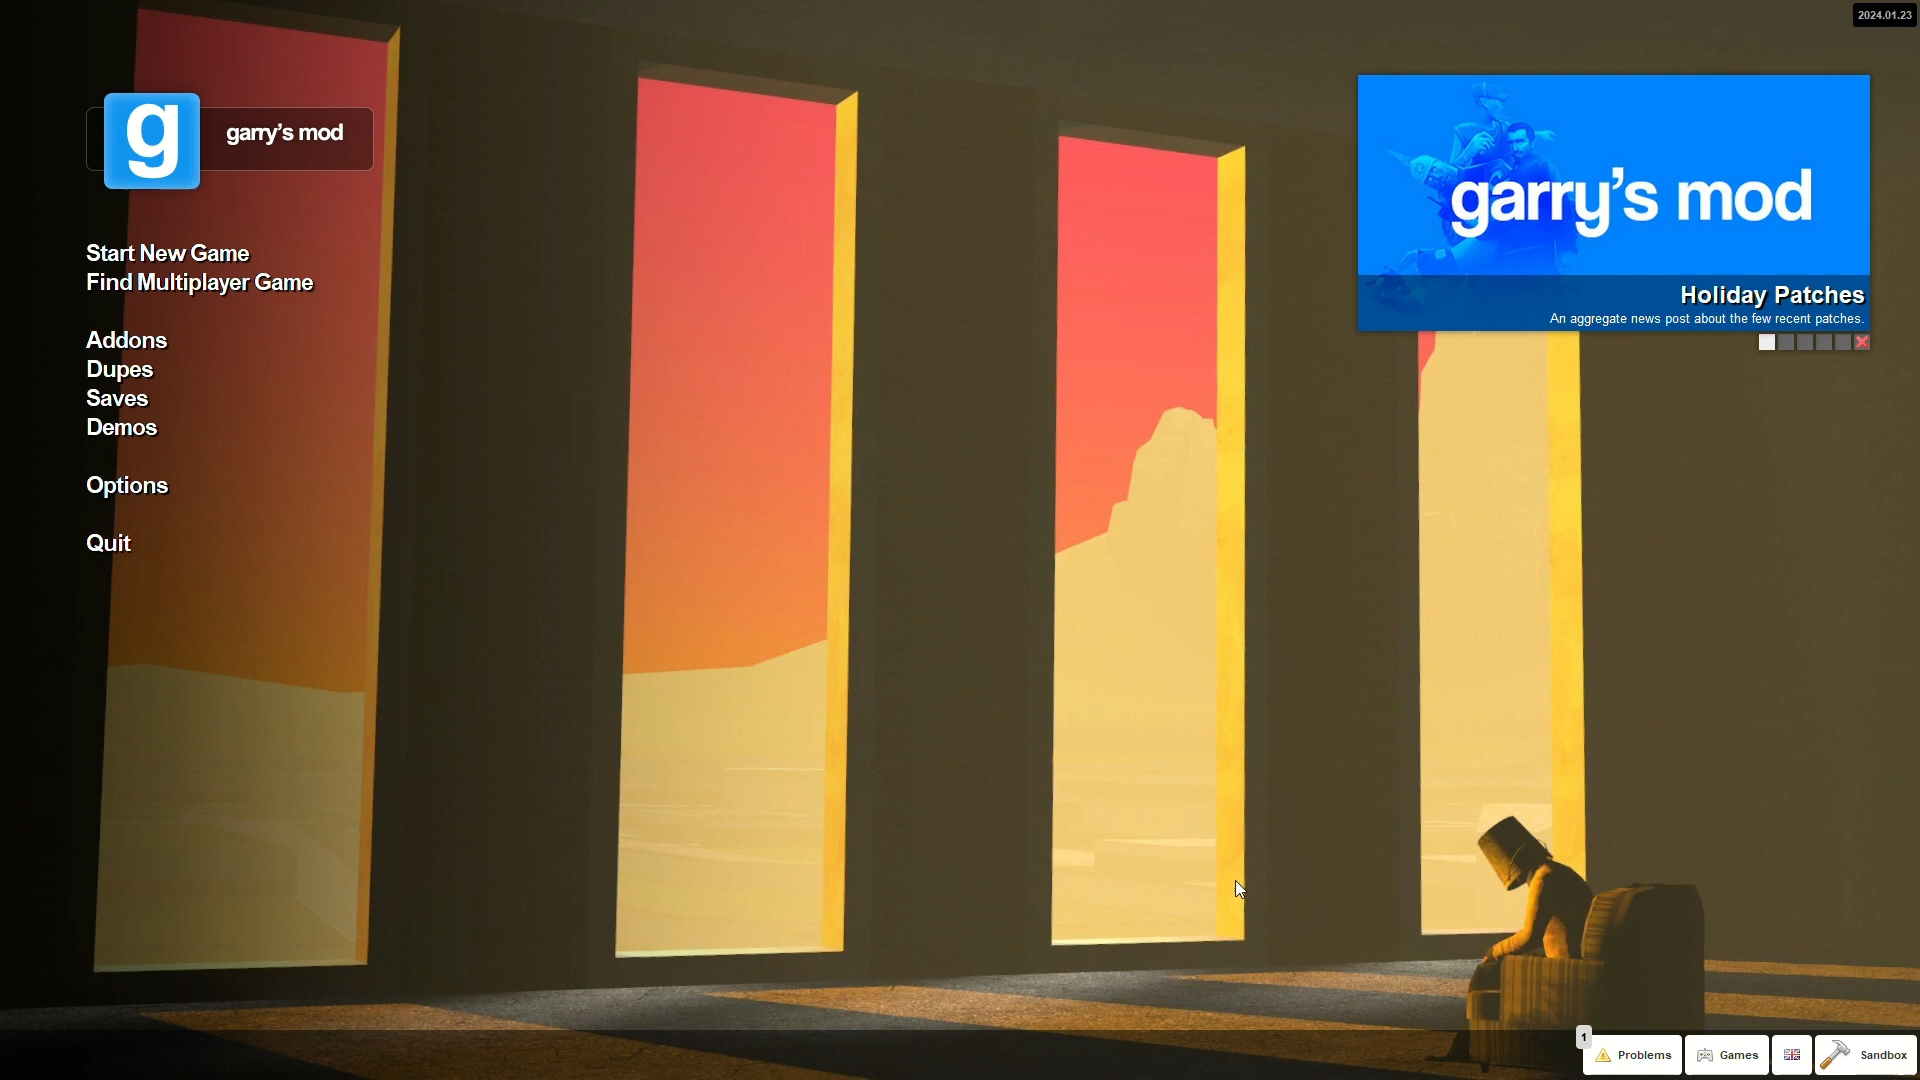 2024.01.23
g
garry's mod
Start New Game
Find Multiplayer Game
Addons
Dupes
Saves
Demos
Options
Quit
garry's mod
Holiday Patches
An aggregate news post about the few recent patches.
1
Problems
Games
Sandbox